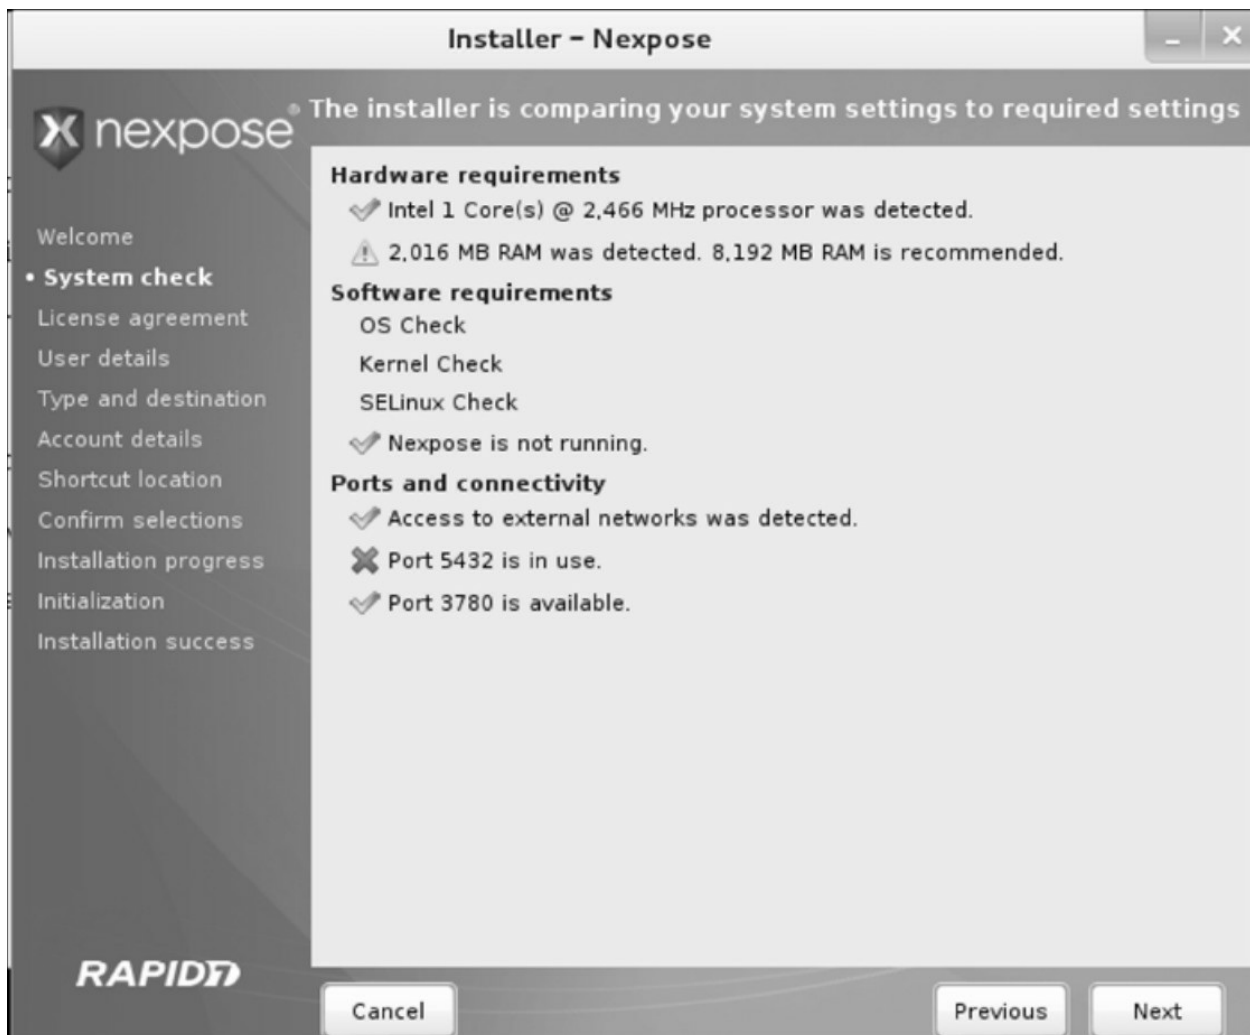 Installer – Nexpose
nexpose®
The installer is comparing your system settings to required settings
Welcome
• System check
License agreement
User details
Type and destination
Account details
Shortcut location
Confirm selections
Installation progress
Initialization
Installation success
RAPID7
Hardware requirements
Intel 1 Core(s) @ 2,466 MHz processor was detected.
2,016 MB RAM was detected. 8,192 MB RAM is recommended.
Software requirements
OS Check
Kernel Check
SELinux Check
Nexpose is not running.
Ports and connectivity
Access to external networks was detected.
Port 5432 is in use.
Port 3780 is available.
Cancel
Previous
Next